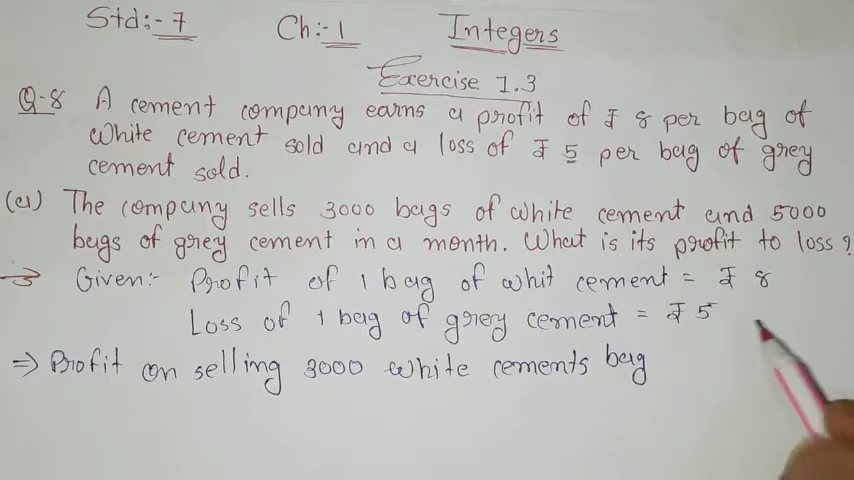 Std:- 7 Ch:- 1 Integers
Exercise 1.3
Q-8 A cement company earns a profit of ₹ 8 per bag of
white cement sold and a loss of ₹ 5 per bag of grey
cement sold.
(a) The company sells 3000 bags of white cement and 5000
bags of grey cement in a month. What is its profit to loss?
→ Given:- Profit of 1 bag of whit cement = ₹ 8
Loss of 1 bag of grey cement = ₹ 5
⇒ Profit on selling 3000 white cements bag